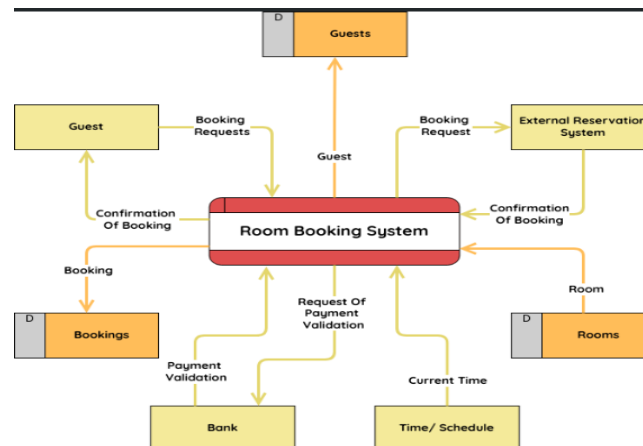 D
Guests
Guest
Booking
Requests
Booking
Request
External Reservation
System
Guest
Confirmation
Of Booking
Confirmation
Of Booking
Room Booking System
Booking
Room
D
Bookings
Request Of
Payment
Validation
D
Rooms
Payment
Validation
Current Time
Bank
Time/ Schedule